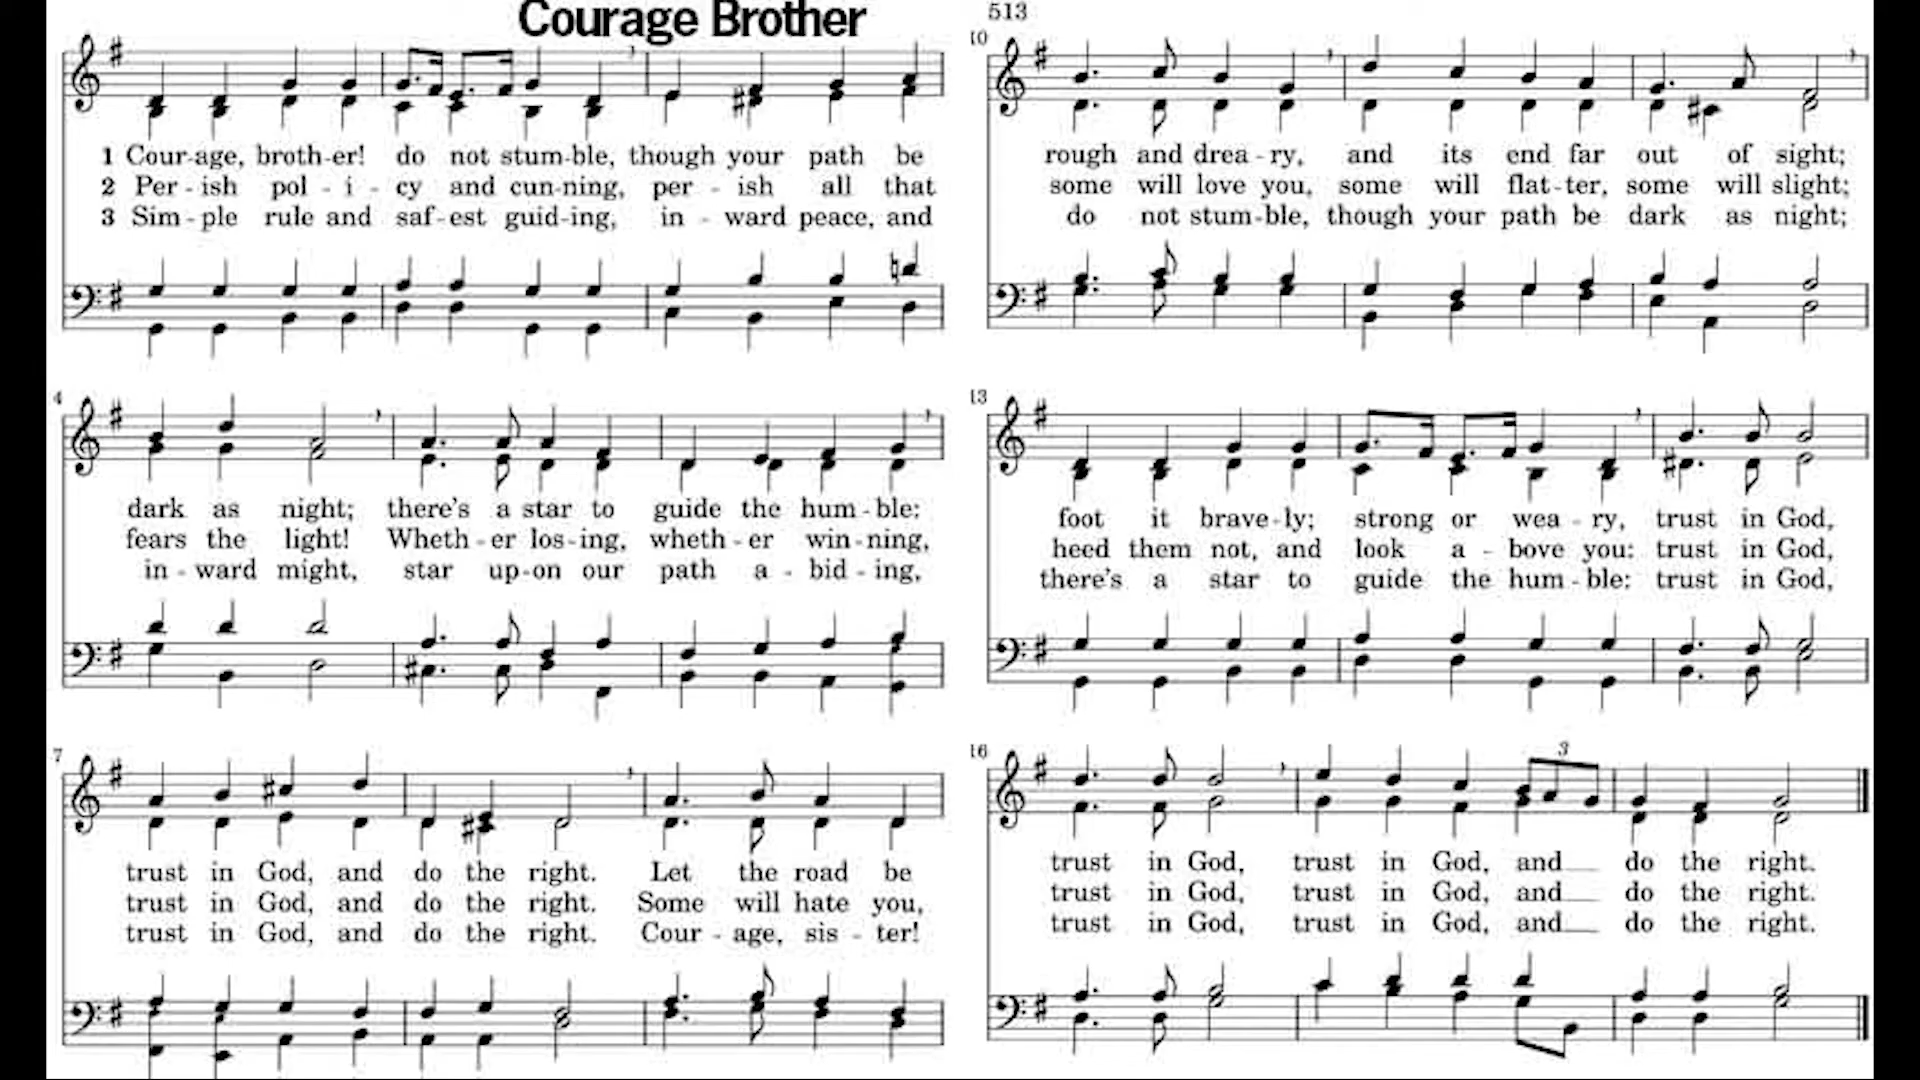 Courage Brother
1 Cour-age, broth-er! do not stum-ble, though your path be
2 Per-ish pol-i-cy and cun-ning, per-ish all that
3 Sim-ple rule and saf-est guid-ing, in-ward peace, and
4
dark as night; there's a star to guide the hum-ble:
fears the light! Wheth-er los-ing, wheth-er win-ning,
in-ward might, star up-on our path a-bid-ing,
7
trust in God, and do the right. Let the road be
trust in God, and do the right. Some will hate you,
trust in God, and do the right. Cour-age, sis-ter!
513
10
rough and drea-ry, and its end far out of sight;
some will love you, some will flat-ter, some will slight;
do not stum-ble, though your path be dark as night;
13
foot it brave-ly; strong or wea-ry, trust in God,
heed them not, and look a-bove you: trust in God,
there's a star to guide the hum-ble: trust in God,
16
3
trust in God, trust in God, and do the right.
trust in God, trust in God, and do the right.
trust in God, trust in God, and do the right.